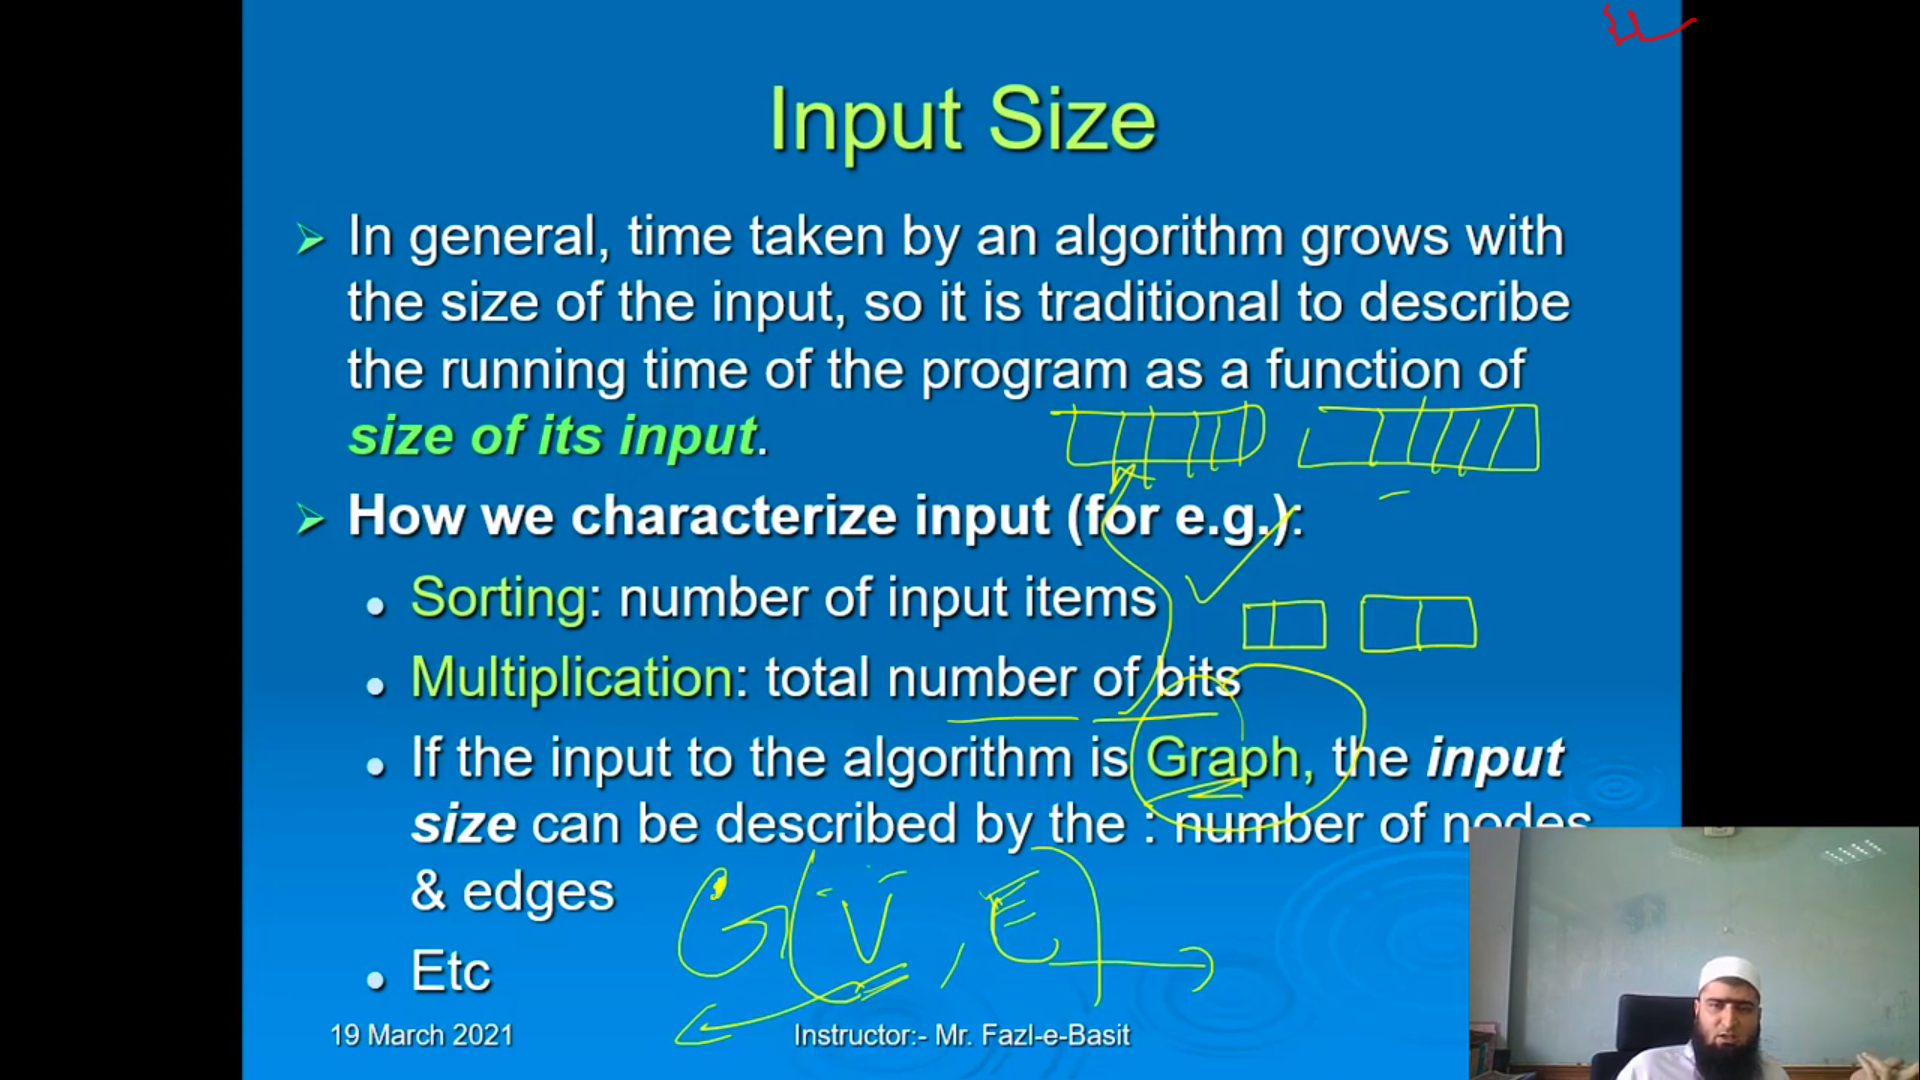 Input Size
➢ In general, time taken by an algorithm grows with
the size of the input, so it is traditional to describe
the running time of the program as a function of
size of its input.
➢ How we characterize input (for e.g.):
• Sorting: number of input items
• Multiplication: total number of bits
• If the input to the algorithm is Graph, the input
size can be described by the : number of nodes
& edges
G(V, E)
• Etc
19 March 2021 Instructor:- Mr. Fazl-e-Basit